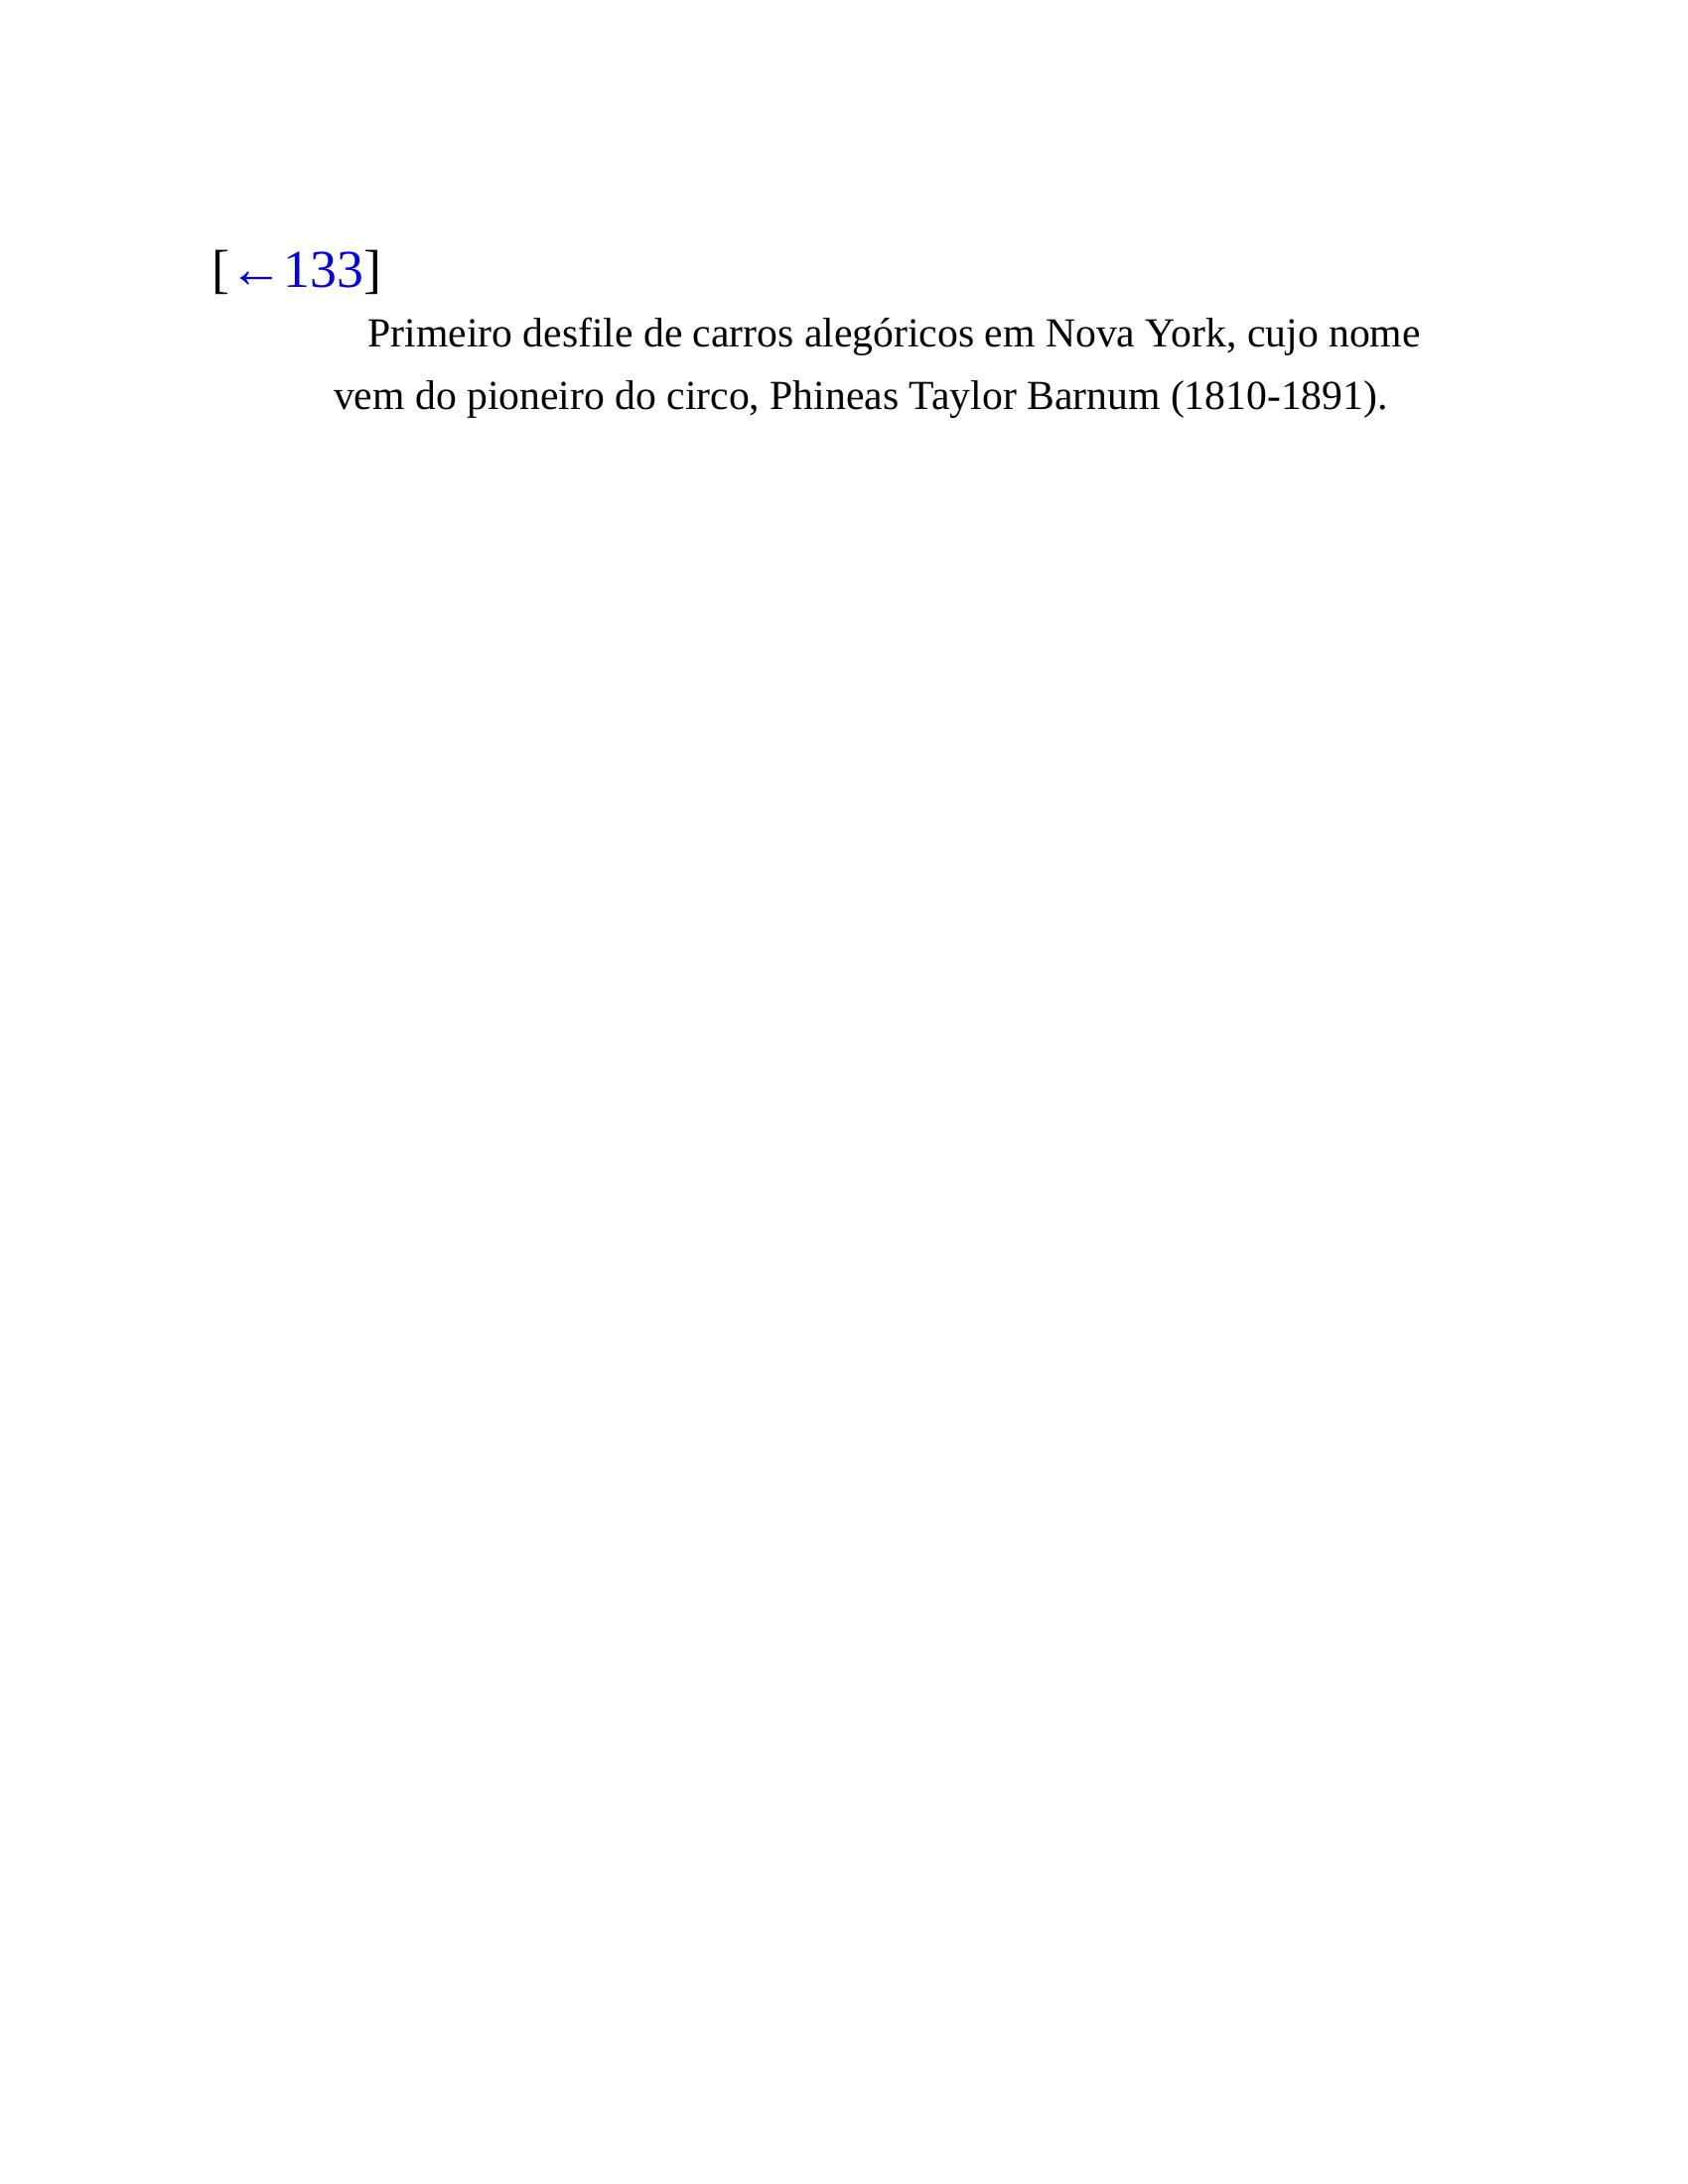 [←133]
Primeiro desfile de carros alegóricos em Nova York, cujo nome
vem do pioneiro do circo, Phineas Taylor Barnum (1810-1891).